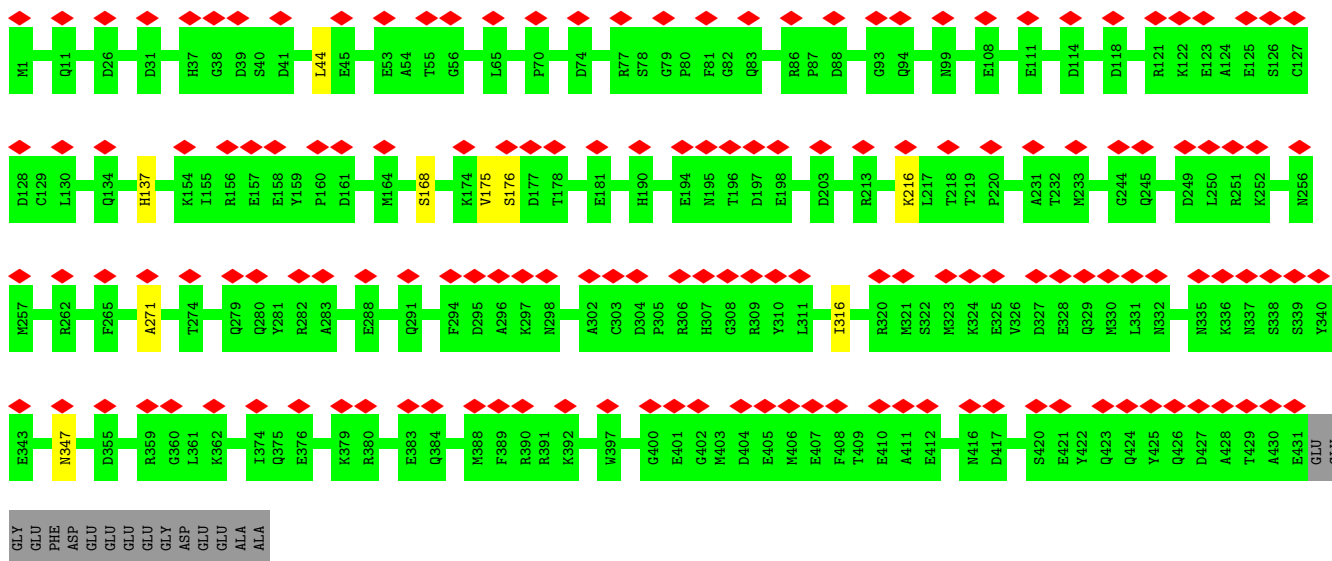 M1 Q11 D26 D31 H37 G38 D39 S40 D41 L44 E45 E53 A54 T55 G56 L65 P70 D74 R77 S78 G79 P80 F81 G82 Q83 R86 P87 D88 G93 Q94 N99 E108 E111 D114 D118 R121 K122 E123 A124 E125 S126 C127
D128 C129 L130 Q134 H137 K154 I155 R156 E157 E158 Y159 P160 D161 M164 S168 K174 V175 S176 D177 T178 E181 H190 E194 N195 T196 D197 E198 D203 R213 K216 L217 T218 T219 P220 A231 T232 M233 G244 Q245 D249 L250 R251 K252 N256
M257 R262 F265 A271 T274 Q279 Q280 Y281 R282 A283 E288 Q291 F294 D295 A296 K297 N298 A302 C303 D304 P305 R306 H307 G308 R309 Y310 L311 I316 R320 M321 S322 M323 K324 E325 V326 D327 E328 Q329 M330 L331 N332 N335 K336 N337 S338 S339 Y340
E343 N347 D355 R359 G360 L361 K362 I374 Q375 E376 K379 R380 E383 Q384 M388 F389 R390 R391 K392 W397 G400 E401 G402 M403 D404 E405 M406 E407 F408 T409 E410 A411 E412 N416 D417 S420 E421 Y422 Q423 Q424 Y425 Q426 D427 A428 T429 A430 E431 GLU
GLY GLU PHE ASP GLU GLU GLU GLU GLY ASP GLU GLU ALA ALA